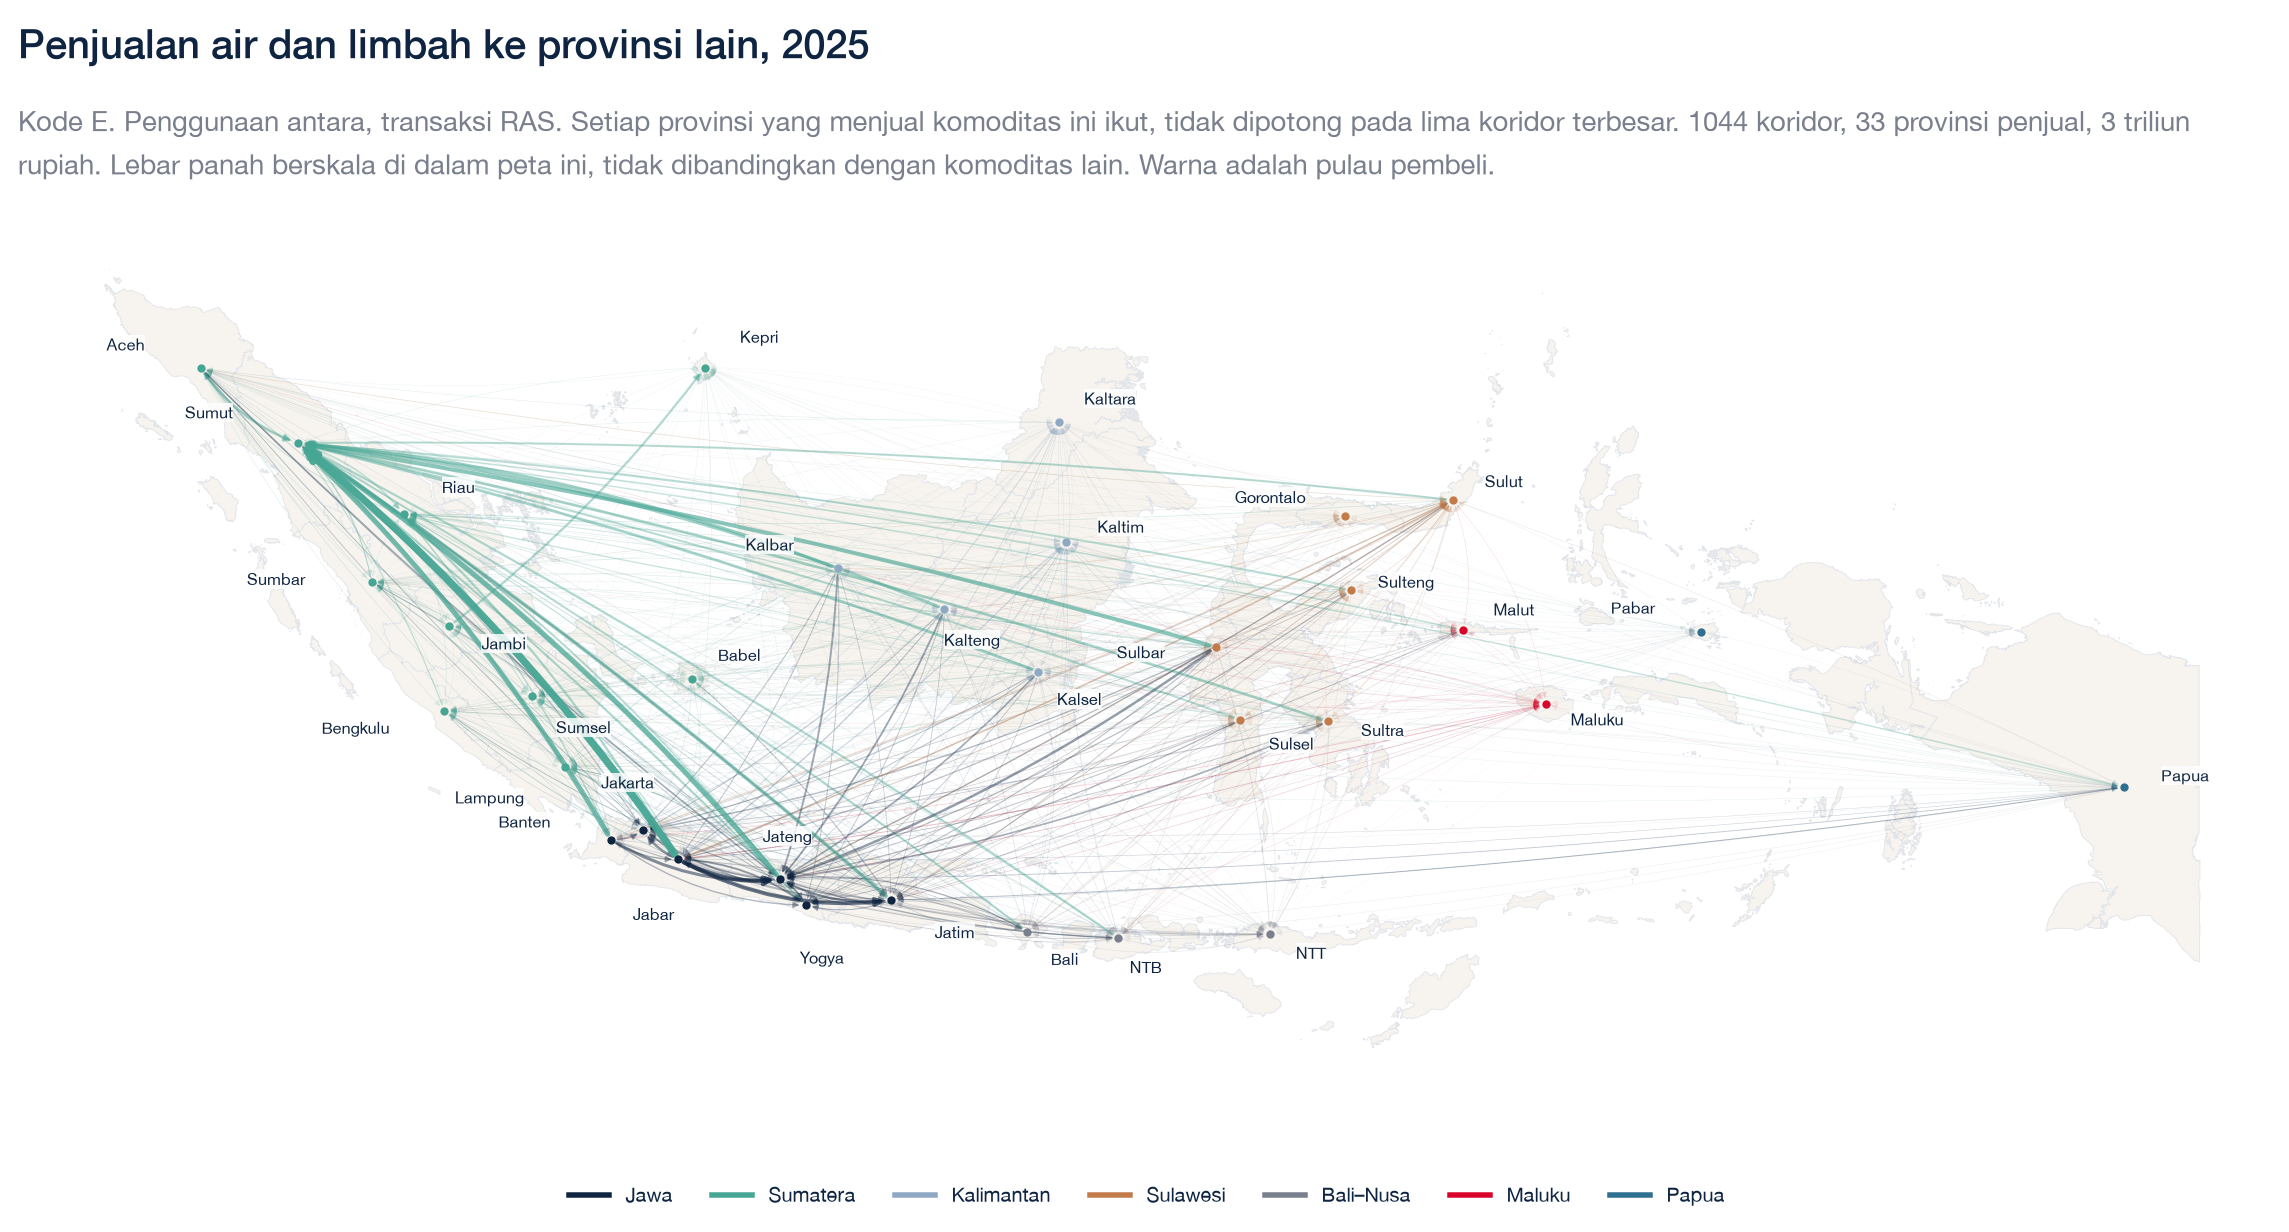 Penjualan air dan limbah ke provinsi lain, 2025
Kode E. Penggunaan antara, transaksi RAS. Setiap provinsi yang menjual komoditas ini ikut, tidak dipotong pada lima koridor terbesar. 1044 koridor, 33 provinsi penjual, 3 triliun
rupiah. Lebar panah berskala di dalam peta ini, tidak dibandingkan dengan komoditas lain. Warna adalah pulau pembeli.
Kepri
Aceh
Kaltara
Sumut
Sulut
Riau
Gorontalo
Kaltim
Kalbar
Sumbar
Sulteng
Malut
Pabar
Jambi
Kalteng
Babel
Sulbar
Kalsel
Maluku
Bengkulu
Sumsel
Sultra
Sulsel
Papua
Jakarta
Lampung
Banten
Jateng
Jabar
Jatim
Yogya
Bali
NTB
NTT
Jawa
Sumatera
Kalimantan
Sulawesi
Bali–Nusa
Maluku
Papua